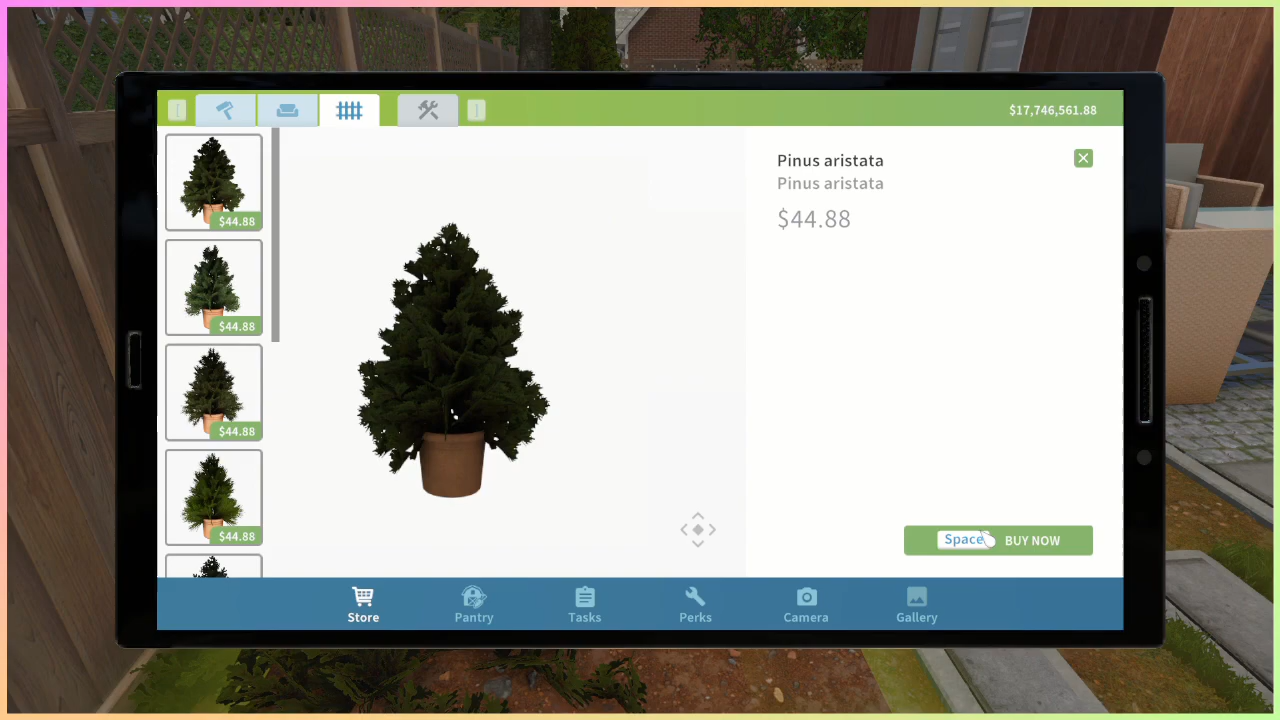 $17,746,561.88
$44.88
$44.88
$44.88
$44.88
Pinus aristata
Pinus aristata
$44.88
Space BUY NOW
Store
Pantry
Tasks
Perks
Camera
Gallery